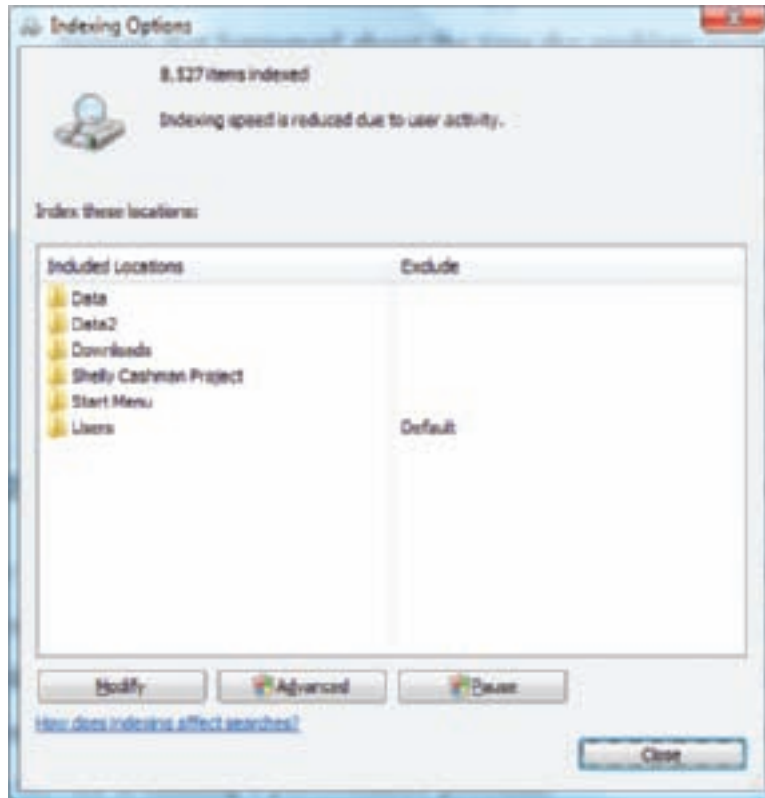 Indexing Options
8,527 items indexed
Indexing speed is reduced due to user activity.
Index these locations:
Included Locations Exclude
Data
Data2
Downloads
Shelly Cashman Project
Start Menu
Users Default
Modify Advanced Pause
How does indexing affect searches?
Close